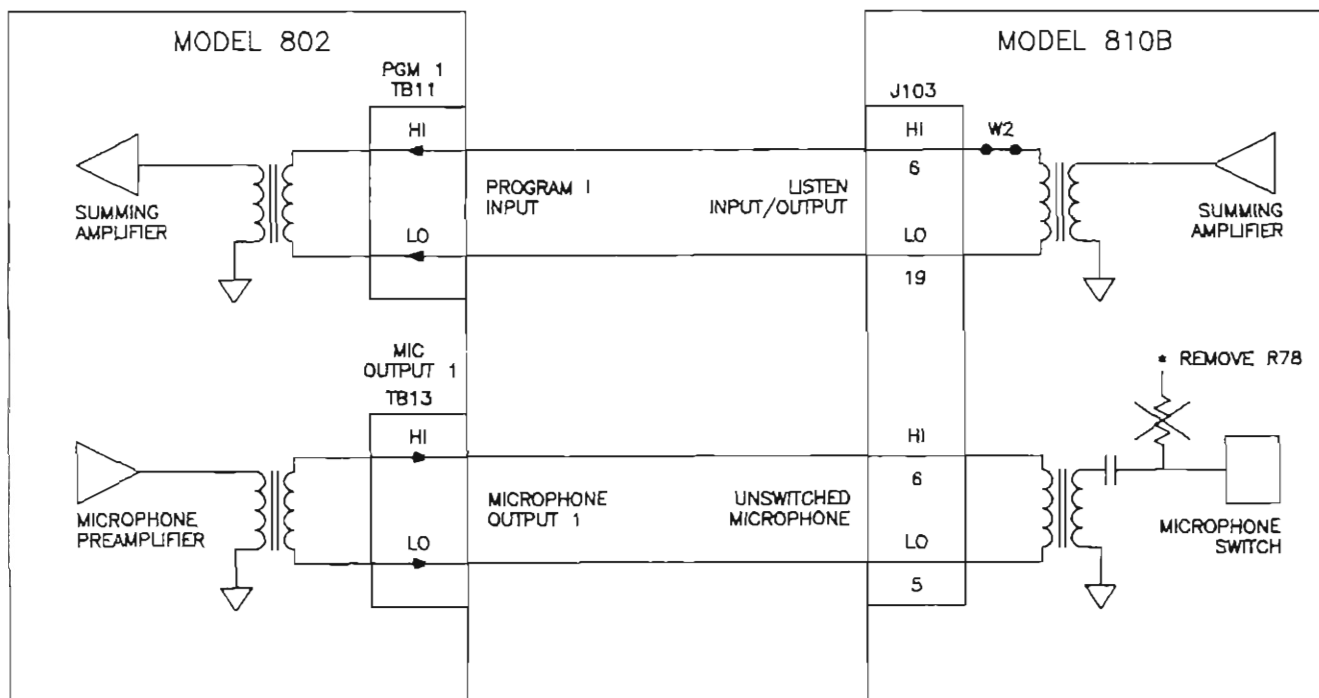 MODEL 802
MODEL 810B
PGM 1
TB11
J103
HI
HI
W2
6
SUMMING
AMPLIFIER
PROGRAM I
INPUT
LISTEN
INPUT/OUTPUT
SUMMING
AMPLIFIER
LO
LO
19
MIC
OUTPUT 1
TB13
* REMOVE R78
HI
HI
6
MICROPHONE
PREAMPLIFIER
MICROPHONE
OUTPUT 1
UNSWITCHED
MICROPHONE
MICROPHONE
SWITCH
LO
LO
5